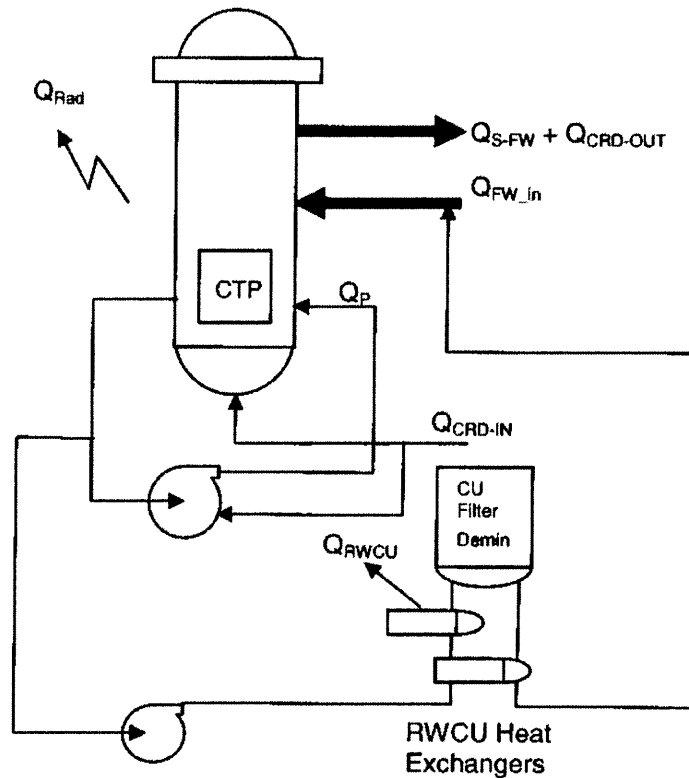 Q_Rad
Q_S-FW + Q_CRD-OUT
Q_FW_in
CTP
Q_P
Q_CRD-IN
CU
Filter
Demin
Q_RWCU
RWCU Heat
Exchangers